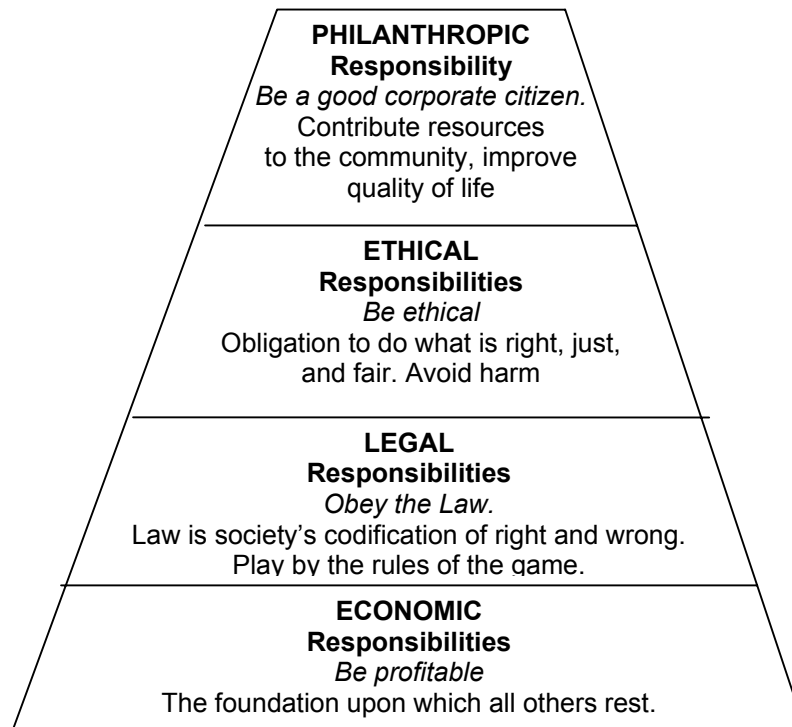 PHILANTHROPIC
Responsibility
Be a good corporate citizen.
Contribute resources
to the community, improve
quality of life
ETHICAL
Responsibilities
Be ethical
Obligation to do what is right, just,
and fair. Avoid harm
LEGAL
Responsibilities
Obey the Law.
Law is society’s codification of right and wrong.
Play by the rules of the game.
ECONOMIC
Responsibilities
Be profitable
The foundation upon which all others rest.